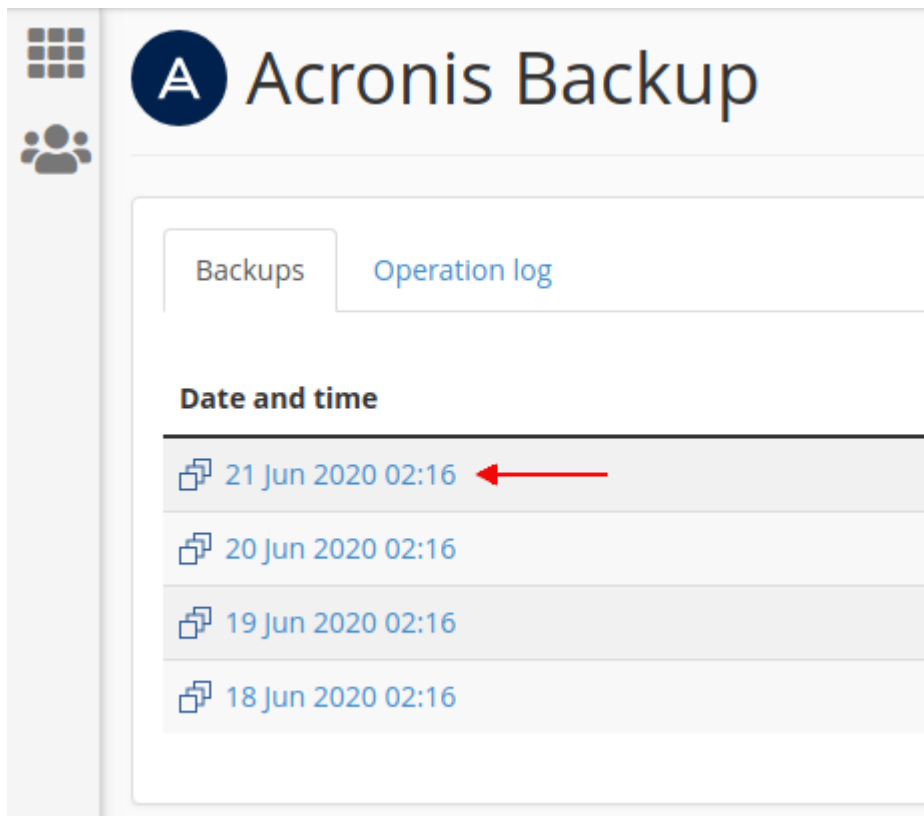 Acronis Backup
Backups
Operation log
Date and time
21 Jun 2020 02:16
20 Jun 2020 02:16
19 Jun 2020 02:16
18 Jun 2020 02:16